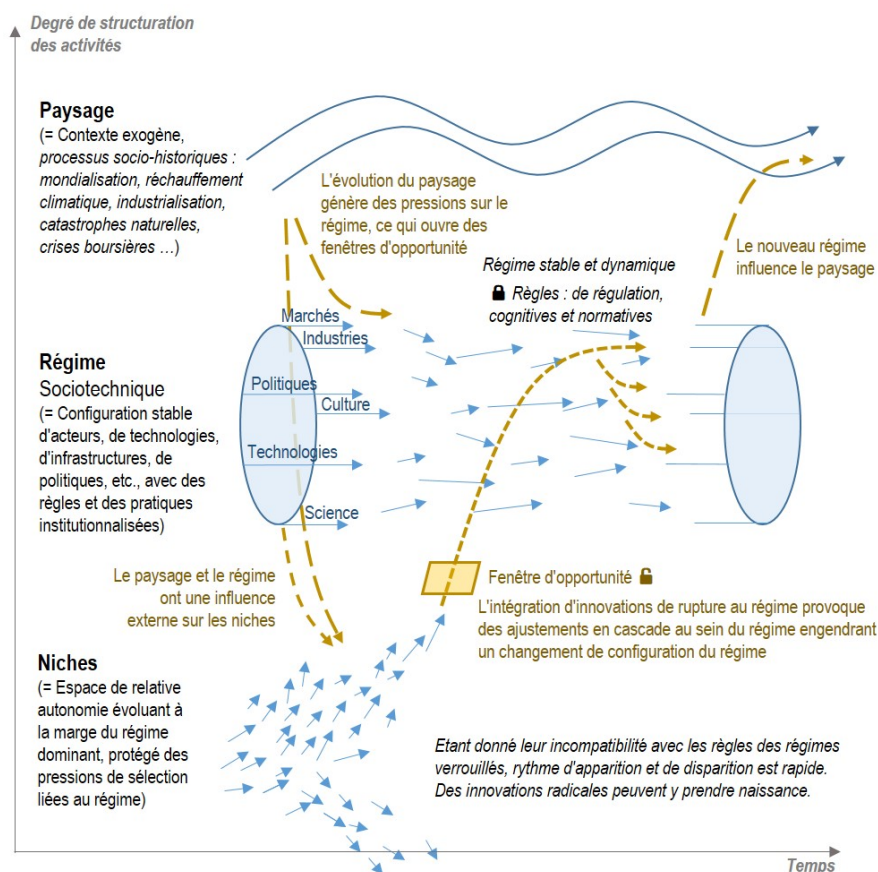 Degré de structuration
des activités
Paysage
(= Contexte exogène,
processus socio-historiques :
mondialisation, réchauffement
climatique, industrialisation,
catastrophes naturelles,
crises boursières …)
L'évolution du paysage
génère des pressions sur le
régime, ce qui ouvre des
fenêtres d'opportunité
Régime stable et dynamique
Règles : de régulation,
cognitives et normatives
Le nouveau régime
influence le paysage
Marchés
Industries
Politiques
Culture
Technologies
Science
Régime
Sociotechnique
(= Configuration stable
d'acteurs, de technologies,
d'infrastructures, de
politiques, etc., avec des
règles et des pratiques
institutionnalisées)
Le paysage et le régime
ont une influence
externe sur les niches
Fenêtre d'opportunité
L'intégration d'innovations de rupture au régime provoque
des ajustements en cascade au sein du régime engendrant
un changement de configuration du régime
Niches
(= Espace de relative
autonomie évoluant à
la marge du régime
dominant, protégé des
pressions de sélection
liées au régime)
Etant donné leur incompatibilité avec les règles des régimes
verrouillés, rythme d'apparition et de disparition est rapide.
Des innovations radicales peuvent y prendre naissance.
Temps